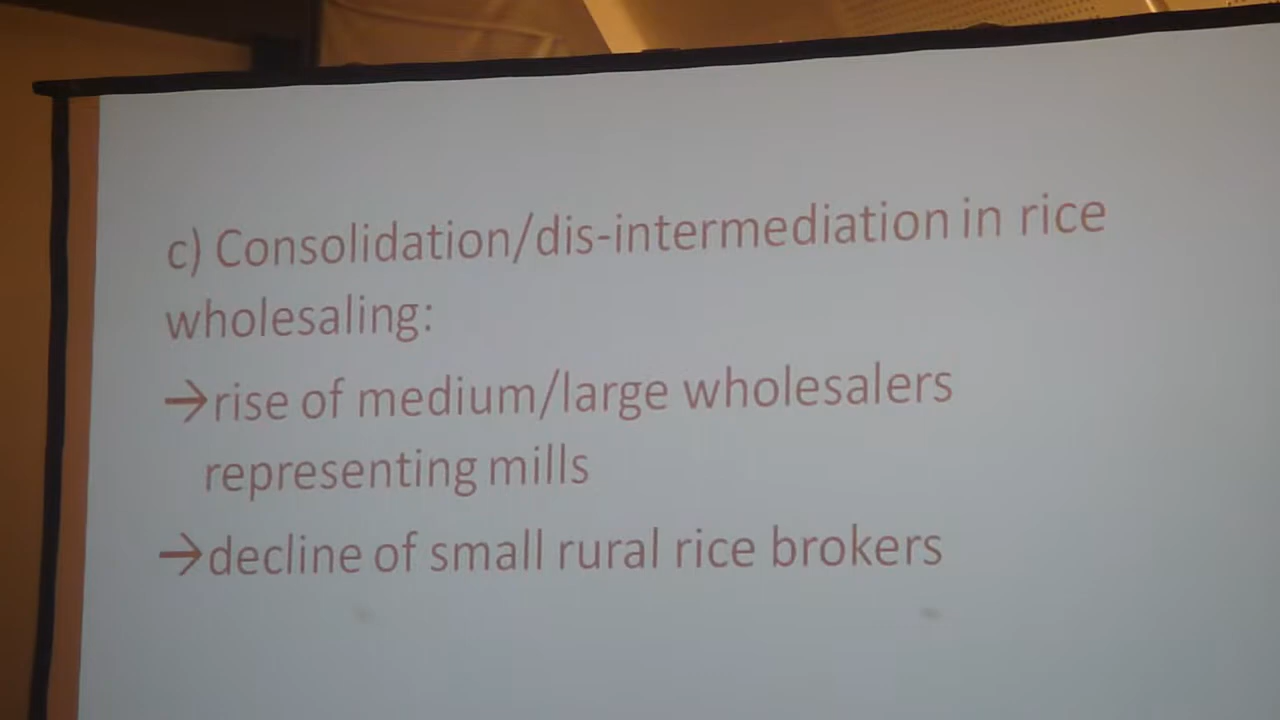 c) Consolidation/dis-intermediation in rice
wholesaling:
→rise of medium/large wholesalers
representing mills
→decline of small rural rice brokers